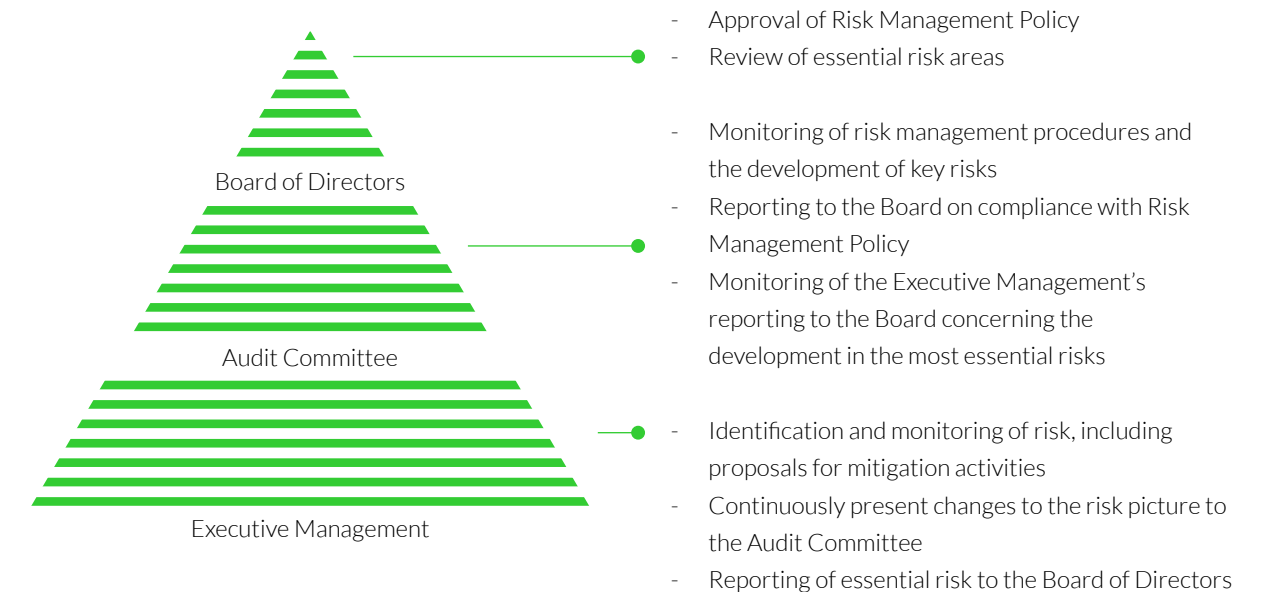 - Approval of Risk Management Policy
- Review of essential risk areas
- Monitoring of risk management procedures and
the development of key risks
Board of Directors
- Reporting to the Board on compliance with Risk
Management Policy
- Monitoring of the Executive Management’s
reporting to the Board concerning the
development in the most essential risks
Audit Committee
- Identification and monitoring of risk, including
proposals for mitigation activities
- Continuously present changes to the risk picture to
the Audit Committee
- Reporting of essential risk to the Board of Directors
Executive Management